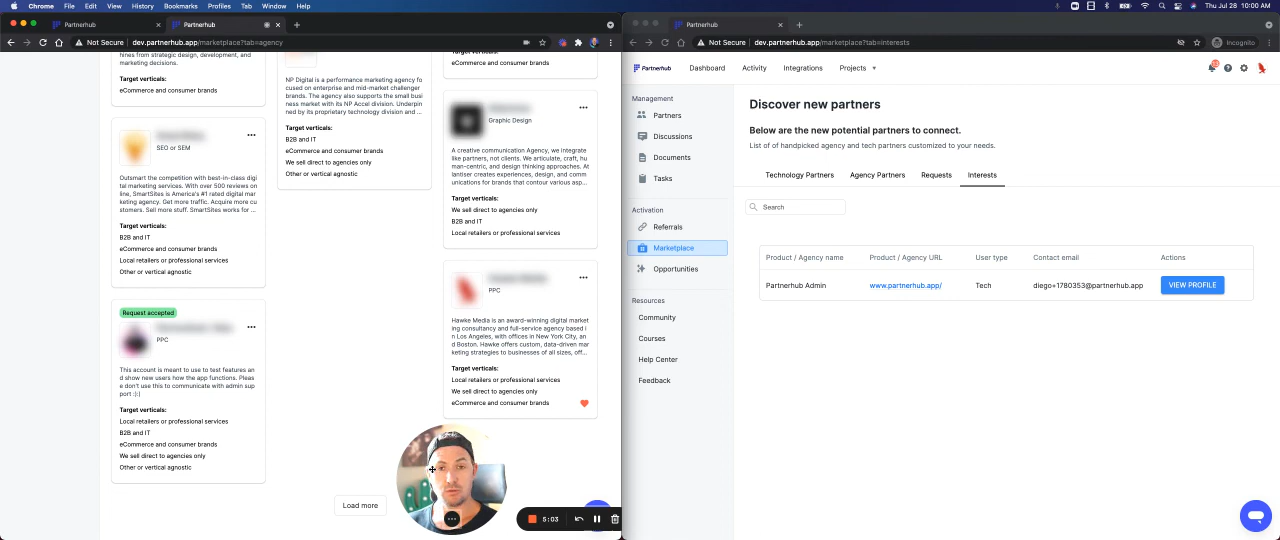 Chrome File Edit View History Bookmarks Profiles Tab Window Help
Thu Jul 28 10:00 AM
Partnerhub
Partnerhub
Not Secure dev.partnerhub.app/marketplace?tab=agency
hines from strategic design, development, and
marketing decisions.
Target verticals:
B2B and IT
eCommerce and consumer brands
SEO or SEM
Outsmart the competition with best-in-class digi
tal marketing services. With over 500 reviews on
line, SmartSites is America's #1 rated digital mar
keting agency. Get more traffic. Acquire more cu
stomers. Sell more stuff. SmartSites works for ...
Target verticals:
B2B and IT
eCommerce and consumer brands
Local retailers or professional services
Other or vertical agnostic
Request accepted
PPC
This account is meant to use to test features an
d show new users how the app functions. Pleas
e don't use this to communicate with admin sup
port :):)
Target verticals:
Local retailers or professional services
B2B and IT
eCommerce and consumer brands
We sell direct to agencies only
Other or vertical agnostic
NP Digital is a performance marketing agency fo
cused on enterprise and mid-market challenger
brands. The agency also supports the small busi
ness market with its NP Accel division. Underpin
ned by its proprietary technology division and ...
Target verticals:
B2B and IT
eCommerce and consumer brands
We sell direct to agencies only
Other or vertical agnostic
eCommerce and consumer brands
Graphic Design
A creative communication Agency, we integrate
like partners, not clients. We articulate, craft, hu
man-centric, and design thinking approaches. At
lantiser creates experiences, design, and comm
unications for brands that contour various asp...
Target verticals:
We sell direct to agencies only
B2B and IT
Local retailers or professional services
PPC
Hawke Media is an award-winning digital market
ing consultancy and full-service agency based i
n Los Angeles, with offices in New York City, an
d Boston. Hawke offers custom, data-driven mar
keting strategies to businesses of all sizes, off...
Target verticals:
Local retailers or professional services
We sell direct to agencies only
eCommerce and consumer brands
Load more
5:03
Partnerhub
Not Secure dev.partnerhub.app/marketplace?tab=interests
Incognito
Partnerhub Dashboard Activity Integrations Projects
Management
Partners
Discussions
Documents
Tasks
Activation
Referrals
Marketplace
Opportunities
Resources
Community
Courses
Help Center
Feedback
Discover new partners
Below are the new potential partners to connect.
List of of handpicked agency and tech partners customized to your needs.
Technology Partners Agency Partners Requests Interests
Search
Product / Agency name Product / Agency URL User type Contact email Actions
Partnerhub Admin www.partnerhub.app/ Tech diego+1780353@partnerhub.app VIEW PROFILE